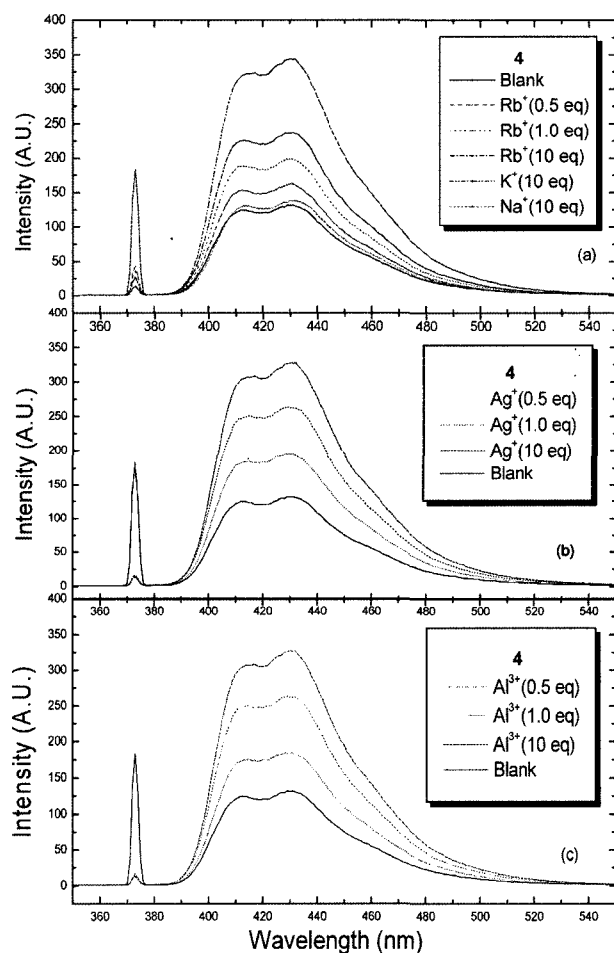 400
350
300
250
200
150
100
50
0
Intensity (A.U.)
4
Blank
Rb⁺(0.5 eq)
Rb⁺(1.0 eq)
Rb⁺(10 eq)
K⁺(10 eq)
Na⁺(10 eq)
(a)
360 380 400 420 440 460 480 500 520 540
400
350
300
250
200
150
100
50
0
Intensity (A.U.)
4
Ag⁺(0.5 eq)
Ag⁺(1.0 eq)
Ag⁺(10 eq)
Blank
(b)
360 380 400 420 440 460 480 500 520 540
400
350
300
250
200
150
100
50
0
Intensity (A.U.)
4
Al³⁺(0.5 eq)
Al³⁺(1.0 eq)
Al³⁺(10 eq)
Blank
(c)
360 380 400 420 440 460 480 500 520 540
Wavelength (nm)